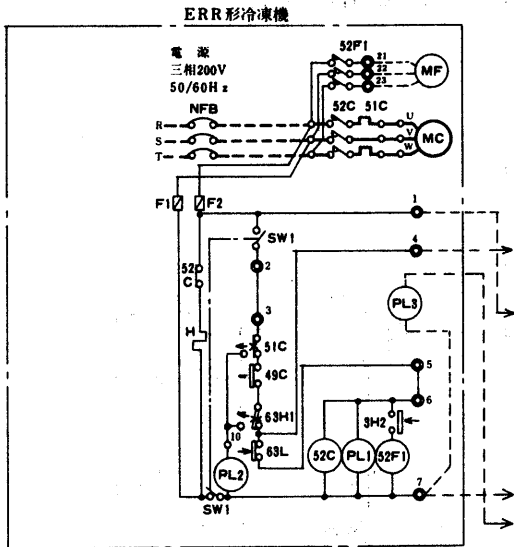 ERR形冷凍機
電源
三相200V
50/60Hz
NFB
R
S
T
52F1
21
22
23
MF
52C 51C
U
V
W
MC
F1 F2
1
SW1
4
2
52
C
PL3
3
H
51C
49C
5
6
63H1
3H2
10
63L
PL2
52C PL1 52F1
7
SW1